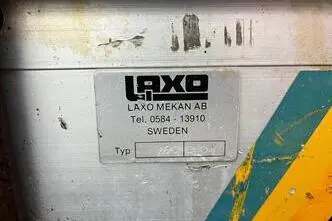 LAXO
LAXO MEKAN AB
Tel. 0584 - 13910
SWEDEN
Typ